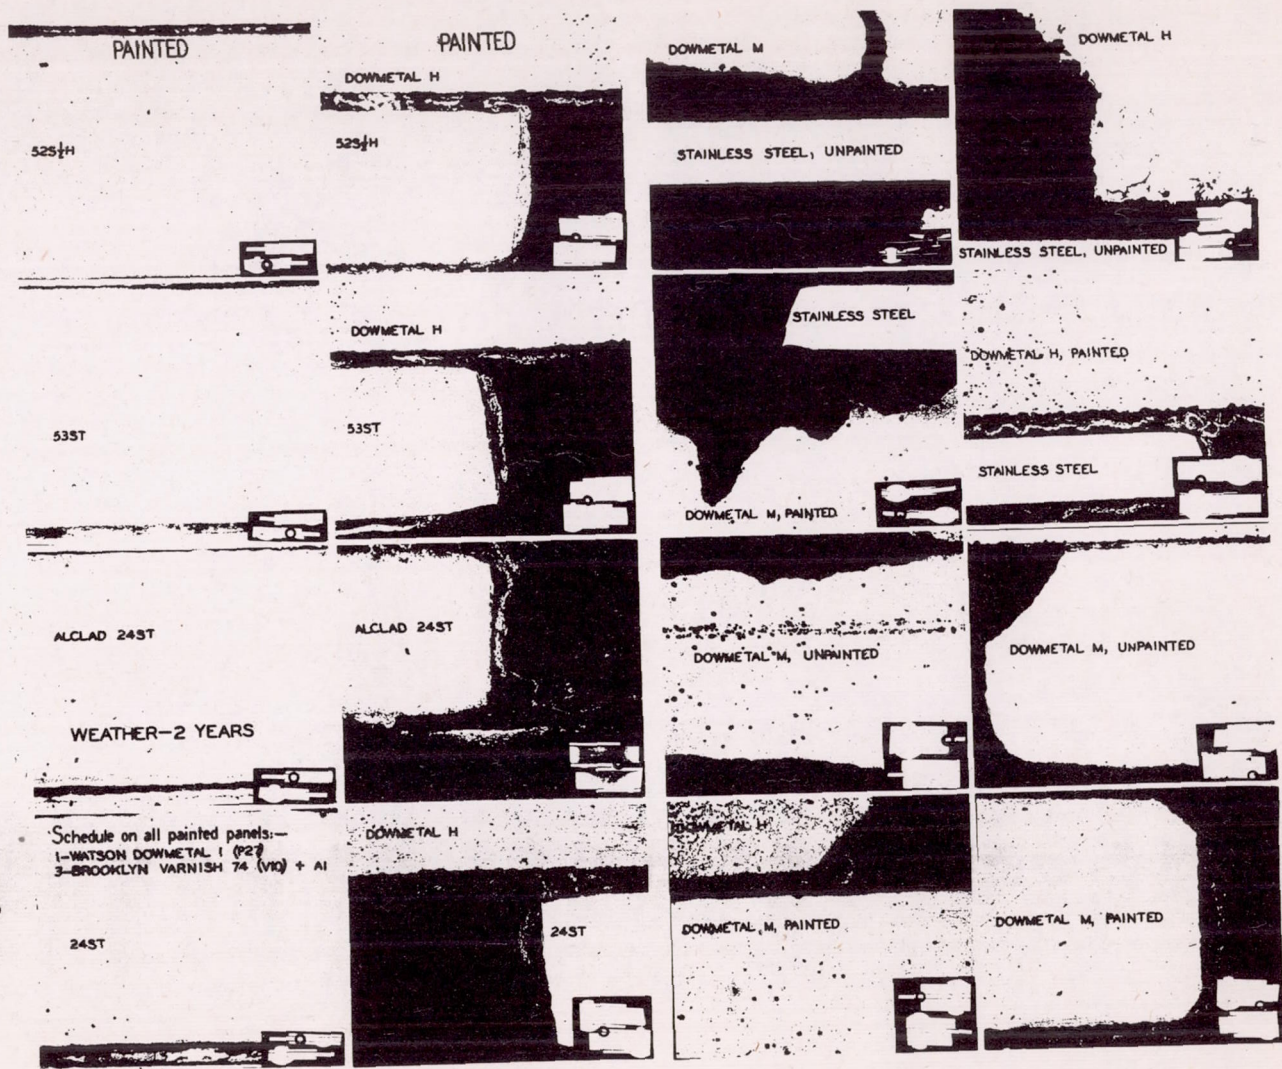 PAINTED
52S½H
53ST
ALCLAD 24ST
WEATHER-2 YEARS
Schedule on all painted panels:-
1-WATSON DOWMETAL 1 (P27)
3-BROOKLYN VARNISH 74 (V10) + Al
24ST
PAINTED
DOWMETAL H
52S½H
DOWMETAL H
53ST
ALCLAD 24ST
DOWMETAL H
24ST
DOWMETAL M
STAINLESS STEEL, UNPAINTED
STAINLESS STEEL
DOWMETAL M, PAINTED
DOWMETAL M, UNPAINTED
DOWMETAL H
DOWMETAL M, PAINTED
DOWMETAL H
STAINLESS STEEL, UNPAINTED
DOWMETAL H, PAINTED
STAINLESS STEEL
DOWMETAL M, UNPAINTED
DOWMETAL M, PAINTED